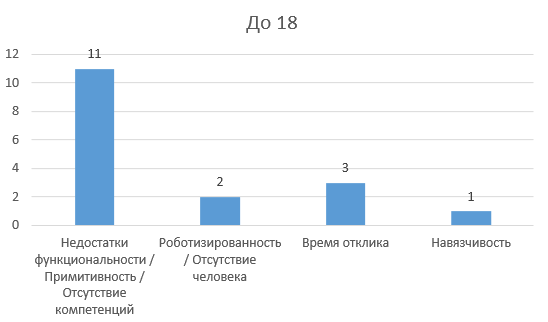 До 18
12
10
8
6
4
2
0
11
2
3
1
Недостатки
функциональности /
Примитивность /
Отсутствие
компетенций
Роботизированность
/ Отсутствие
человека
Время отклика
Навязчивость